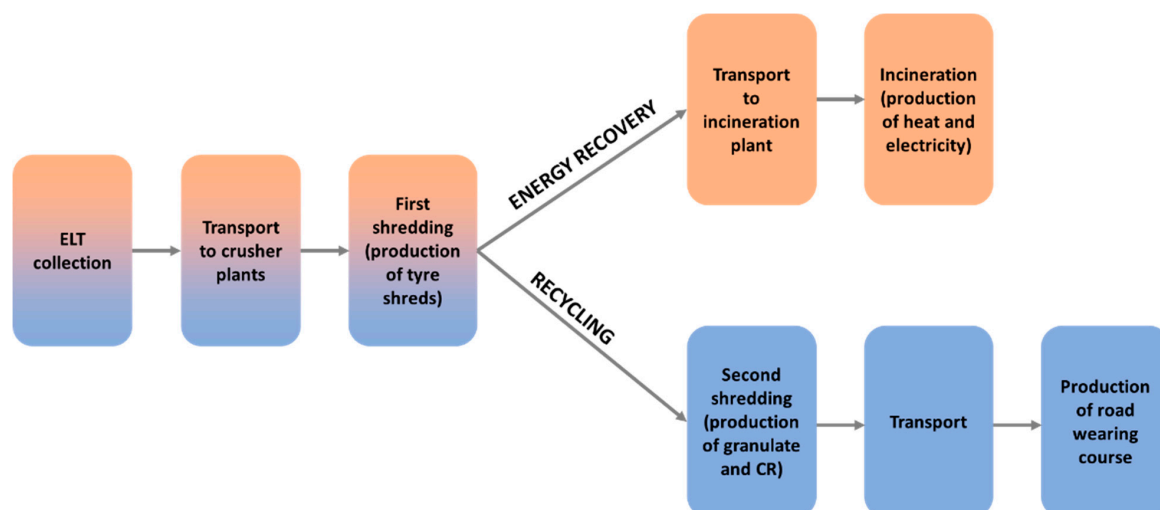 ELT
collection
Transport
to crusher
plants
First
shredding
(production
of tyre
shreds)
ENERGY RECOVERY
Transport
to
incineration
plant
Incineration
(production
of heat and
electricity)
RECYCLING
Second
shredding
(production
of granulate
and CR)
Transport
Production
of road
wearing
course